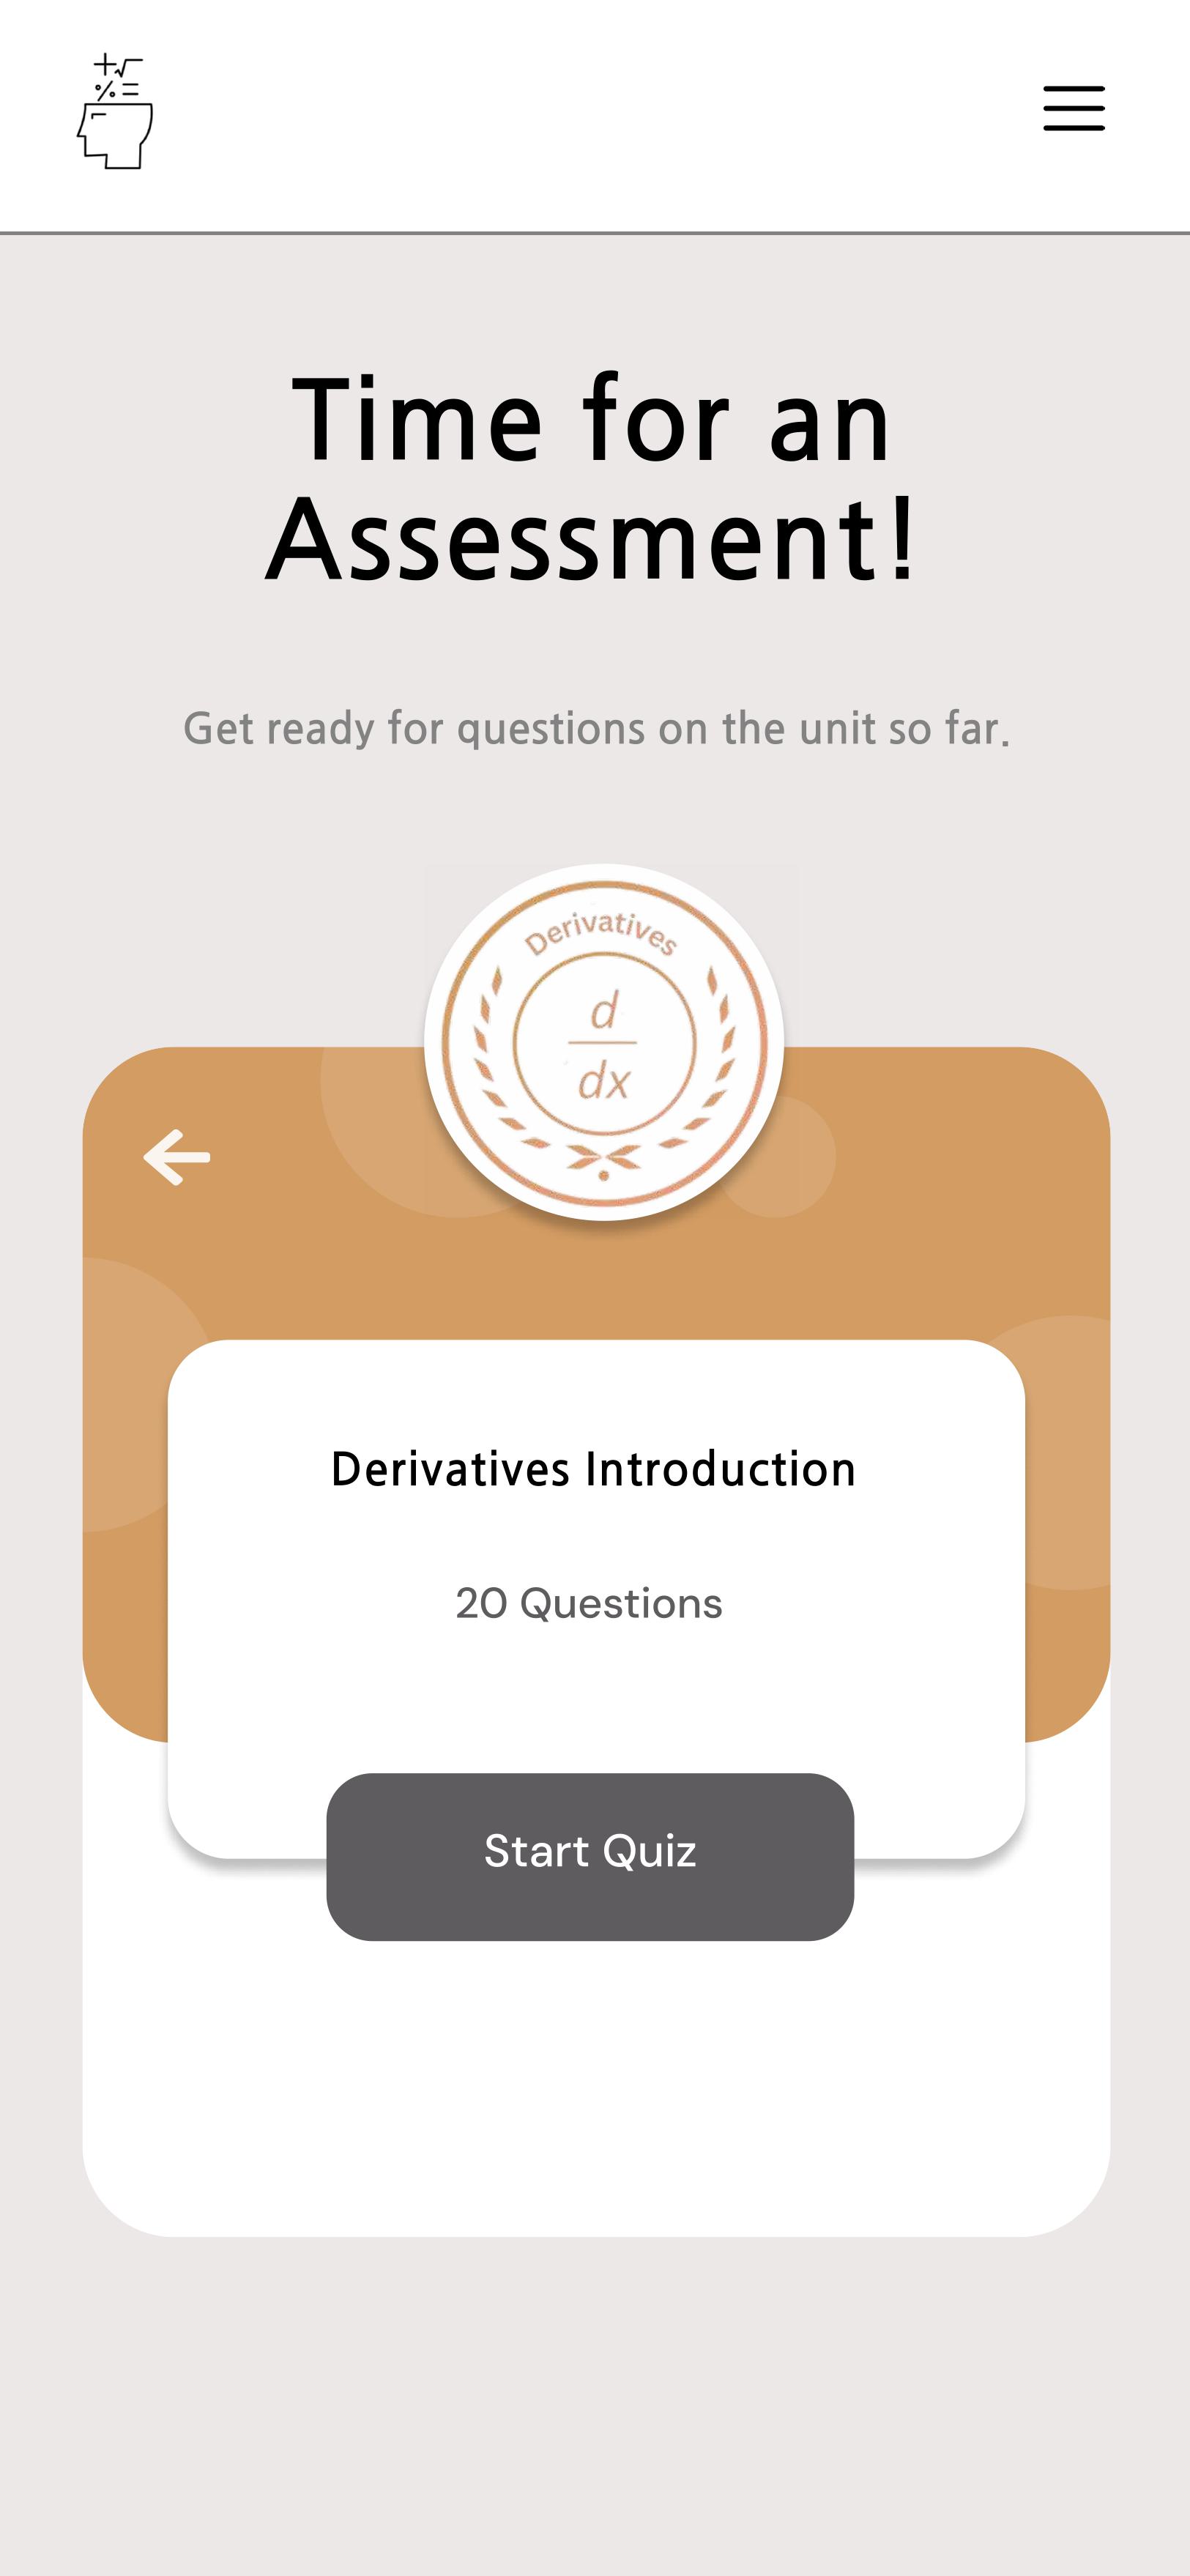 Time for an
Assessment!
Get ready for questions on the unit so far.
Derivatives
d
dx
Derivatives Introduction
20 Questions
Start Quiz